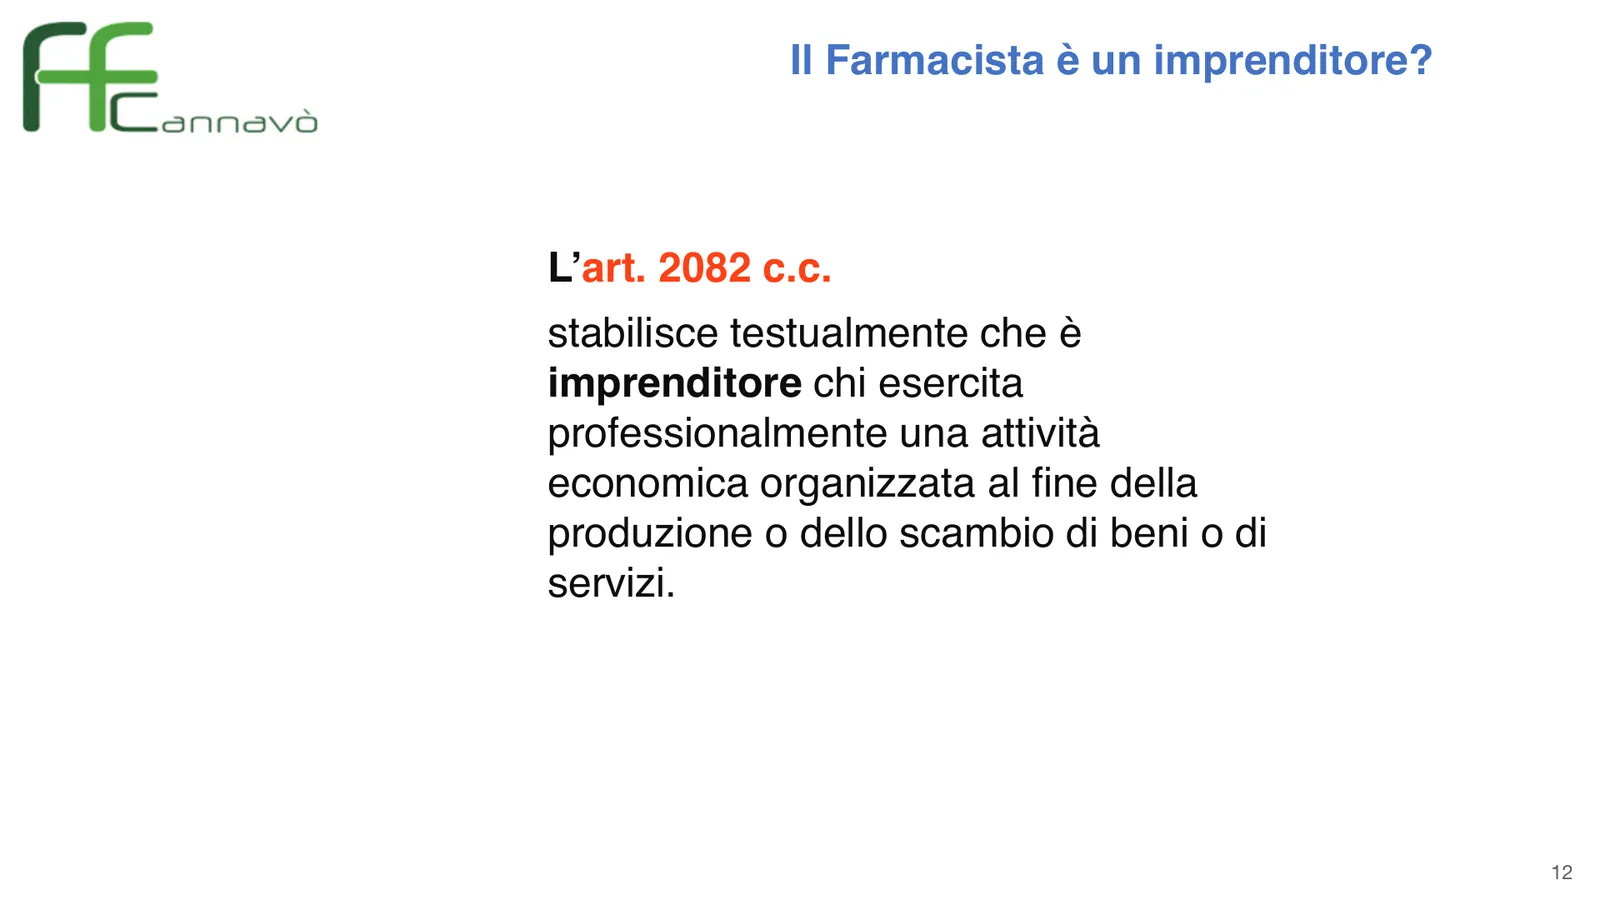 FFCannavò
Il Farmacista è un imprenditore?
L’art. 2082 c.c.
stabilisce testualmente che è
imprenditore chi esercita
professionalmente una attività
economica organizzata al fine della
produzione o dello scambio di beni o di
servizi.
12